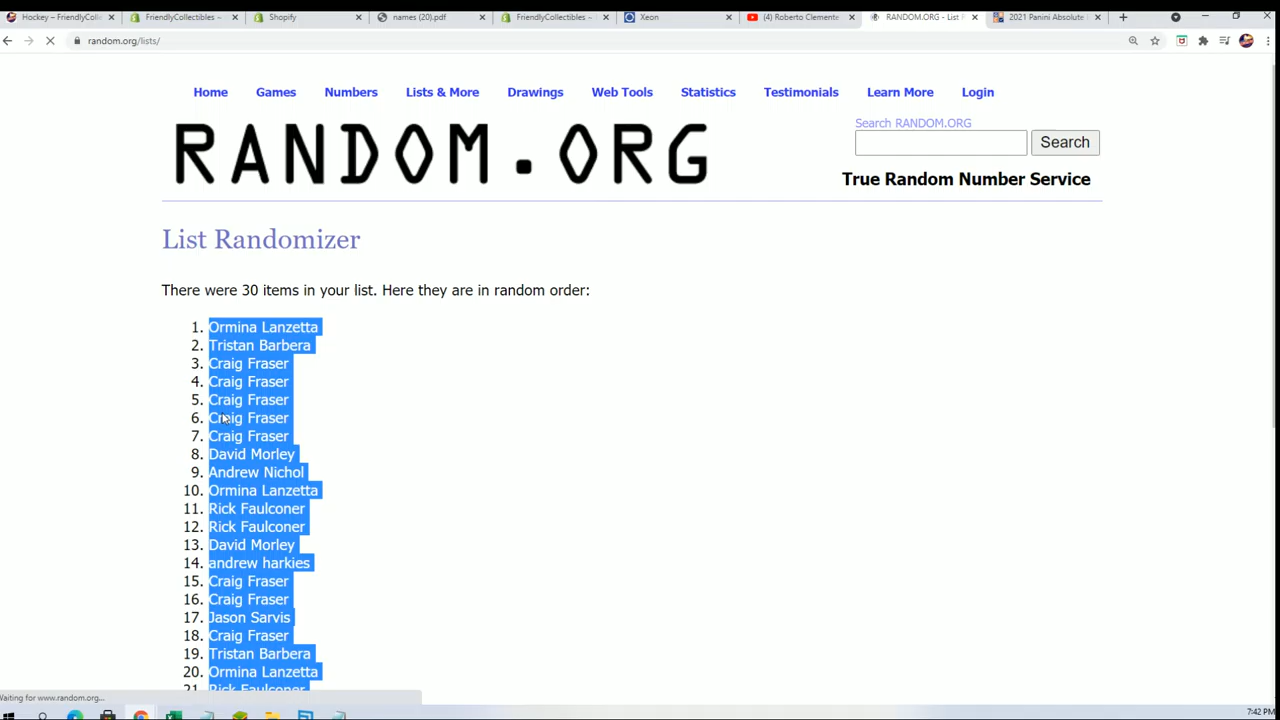 Hockey – FriendlyColl
FriendlyCollectibles ~
Shopify
names (20).pdf
FriendlyCollectibles ~
Xeon
(4) Roberto Clemente
RANDOM.ORG - List
2021 Panini Absolute
random.org/lists/
Home Games Numbers Lists & More Drawings Web Tools Statistics Testimonials Learn More Login
RANDOM.ORG
Search RANDOM.ORG
Search
True Random Number Service
List Randomizer
There were 30 items in your list. Here they are in random order:
1. Ormina Lanzetta
2. Tristan Barbera
3. Craig Fraser
4. Craig Fraser
5. Craig Fraser
6. Craig Fraser
7. Craig Fraser
8. David Morley
9. Andrew Nichol
10. Ormina Lanzetta
11. Rick Faulconer
12. Rick Faulconer
13. David Morley
14. andrew harkies
15. Craig Fraser
16. Craig Fraser
17. Jason Sarvis
18. Craig Fraser
19. Tristan Barbera
20. Ormina Lanzetta
21. Rick Faulconer
Waiting for www.random.org...
7:42 PM